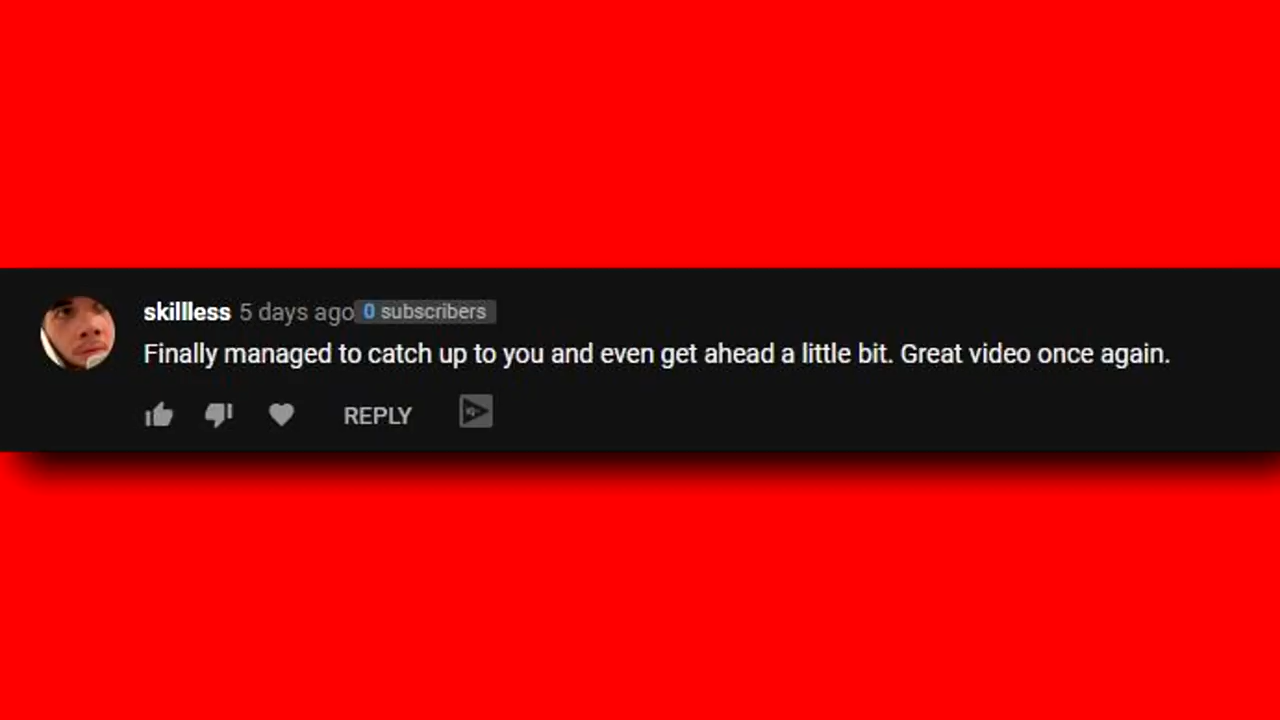 skillless 5 days ago 0 subscribers
Finally managed to catch up to you and even get ahead a little bit. Great video once again.
REPLY